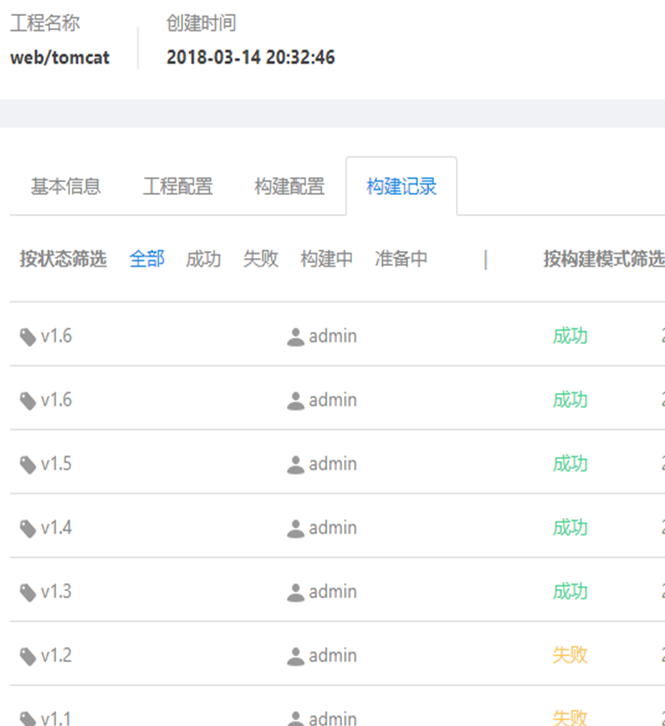 工程名称 创建时间
web/tomcat 2018-03-14 20:32:46
基本信息 工程配置 构建配置 构建记录
按状态筛选 全部 成功 失败 构建中 准备中 | 按构建模式筛选
v1.6 admin 成功
v1.6 admin 成功
v1.5 admin 成功
v1.4 admin 成功
v1.3 admin 成功
v1.2 admin 失败
v1.1 admin 失败